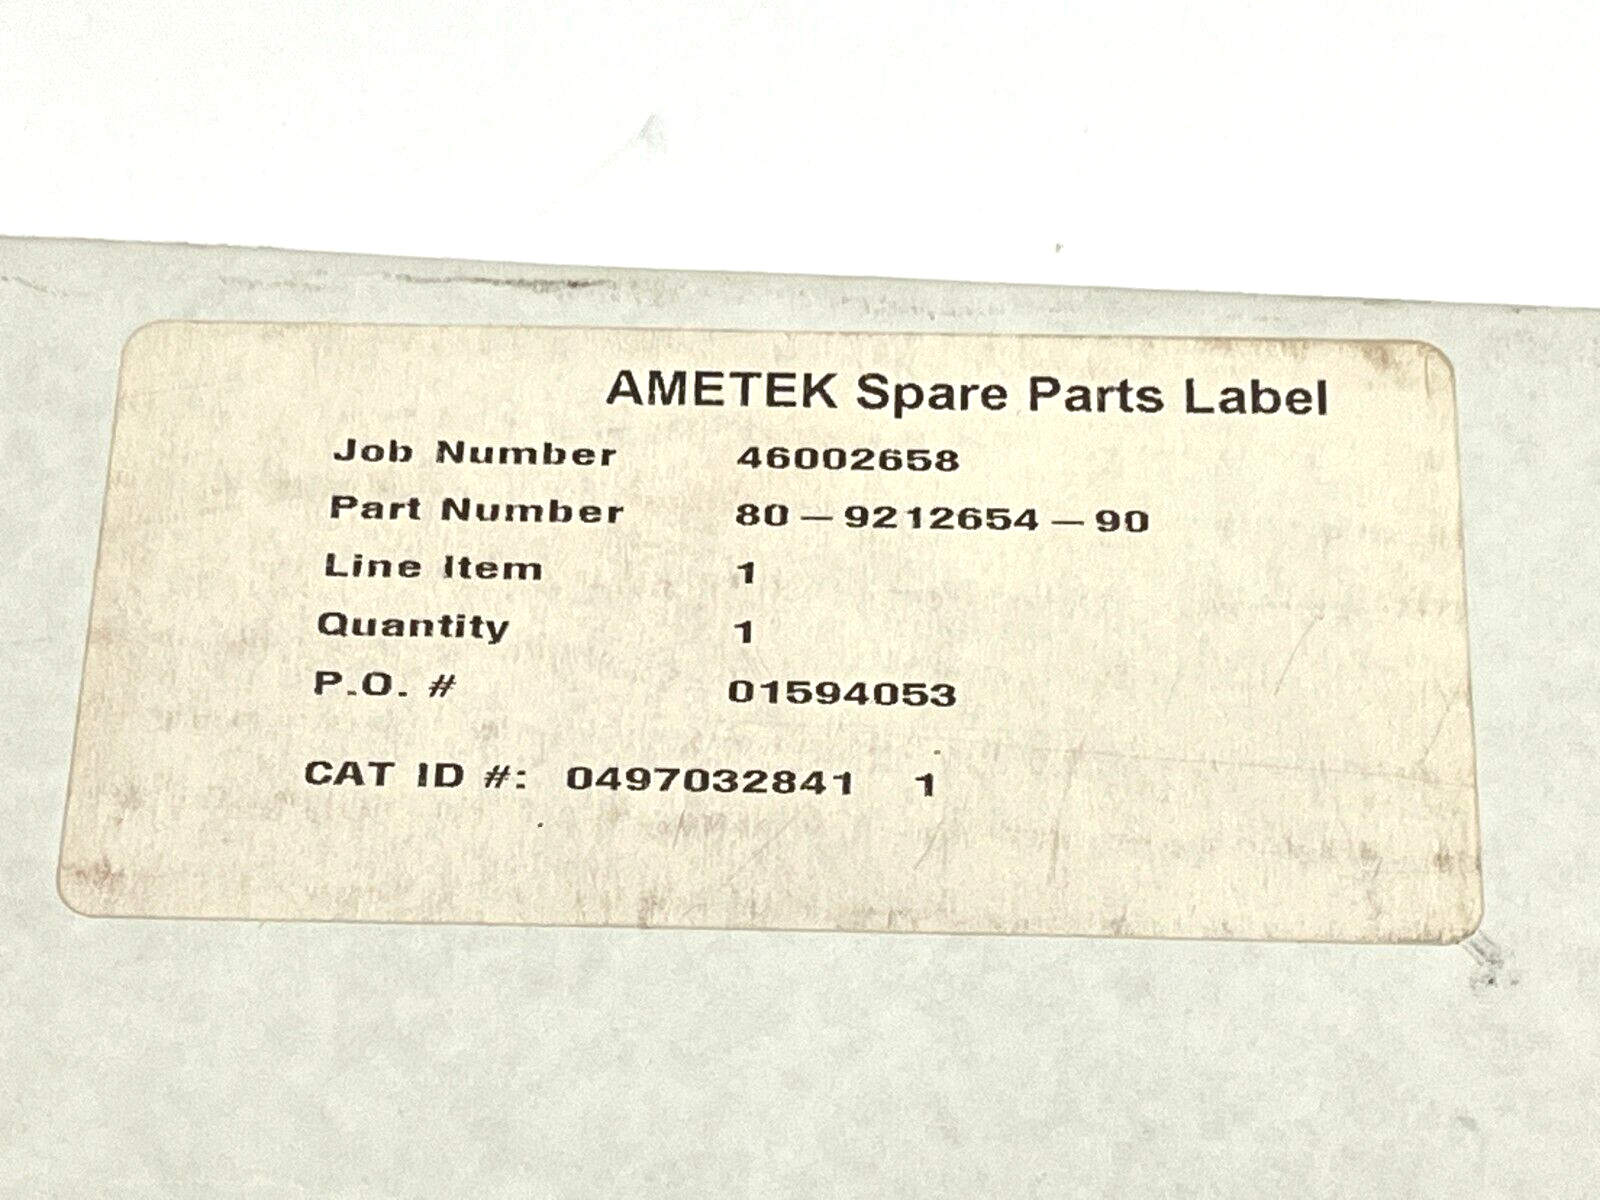 AMETEK Spare Parts Label
Job Number 46002658
Part Number 80-9212654-90
Line Item 1
Quantity 1
P.O. # 01594053
CAT ID #: 0497032841 1